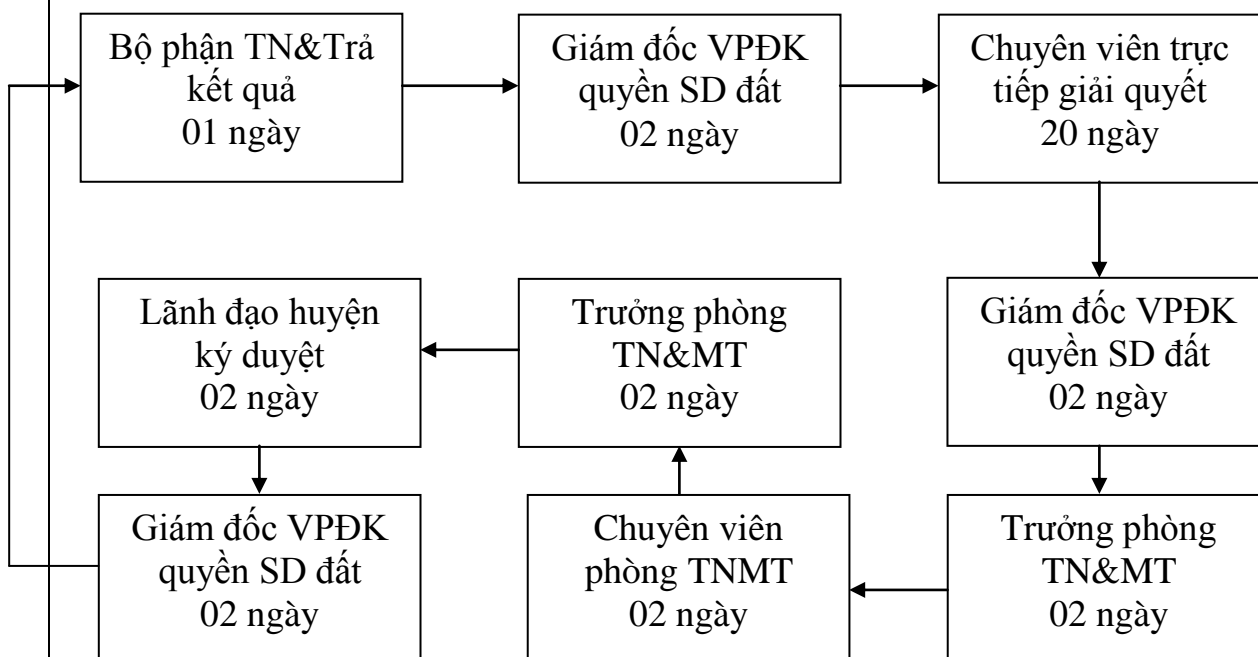 Bộ phận TN&Trả
kết quả
01 ngày
Giám đốc VPĐK
quyền SD đất
02 ngày
Chuyên viên trực
tiếp giải quyết
20 ngày
Giám đốc VPĐK
quyền SD đất
02 ngày
Trưởng phòng
TN&MT
02 ngày
Chuyên viên
phòng TNMT
02 ngày
Trưởng phòng
TN&MT
02 ngày
Lãnh đạo huyện
ký duyệt
02 ngày
Giám đốc VPĐK
quyền SD đất
02 ngày